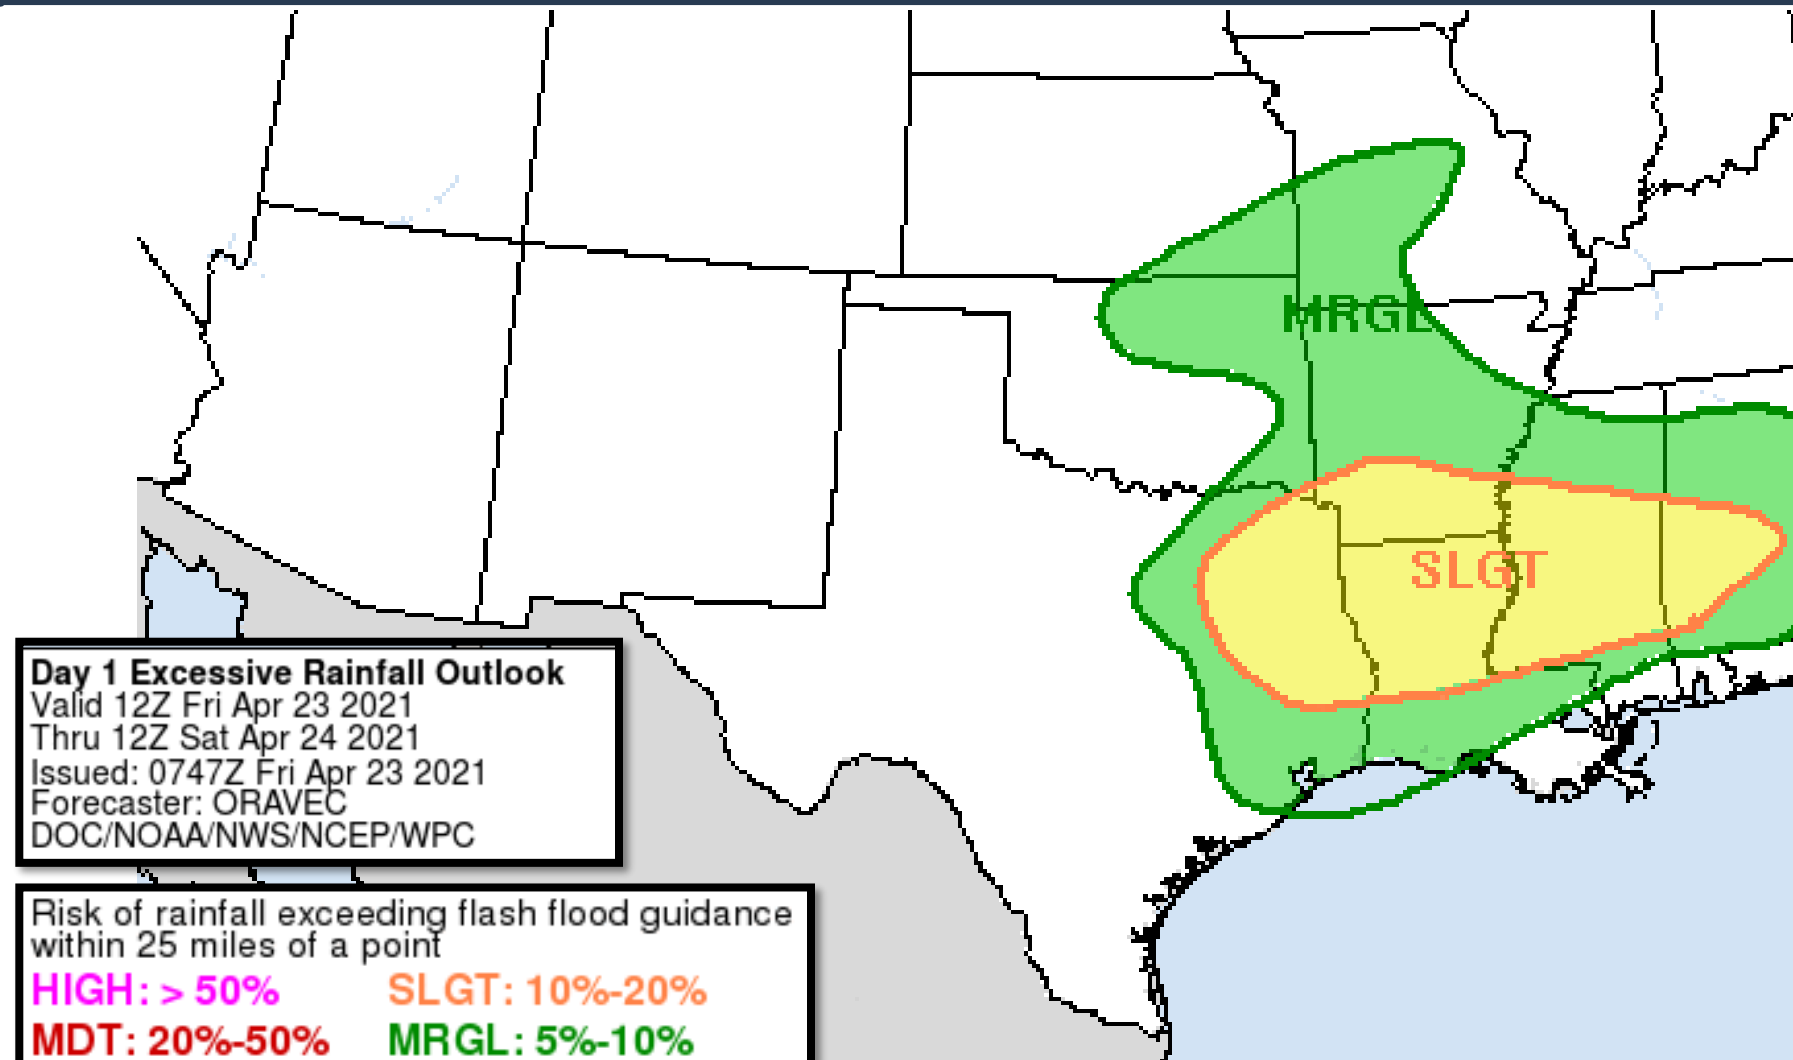 MRGL
SLGT
Day 1 Excessive Rainfall Outlook
Valid 12Z Fri Apr 23 2021
Thru 12Z Sat Apr 24 2021
Issued: 0747Z Fri Apr 23 2021
Forecaster: ORAVEC
DOC/NOAA/NWS/NCEP/WPC
Risk of rainfall exceeding flash flood guidance
within 25 miles of a point
HIGH: > 50% SLGT: 10%-20%
MDT: 20%-50% MRGL: 5%-10%